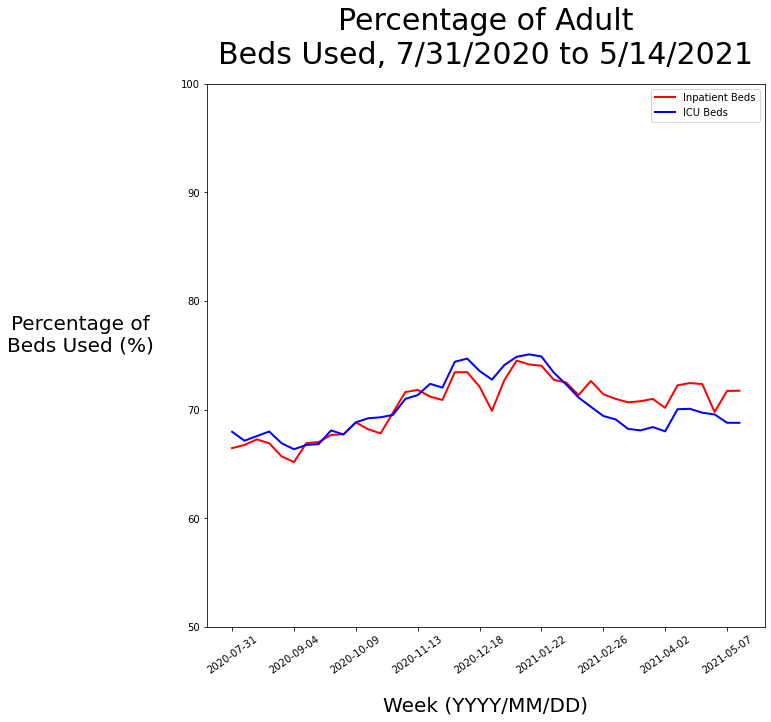 Percentage of Adult
Beds Used, 7/31/2020 to 5/14/2021
Inpatient Beds
ICU Beds
100
90
80
70
60
50
Percentage of
Beds Used (%)
2020-07-31
2020-09-04
2020-10-09
2020-11-13
2020-12-18
2021-01-22
2021-02-26
2021-04-02
2021-05-07
Week (YYYY/MM/DD)